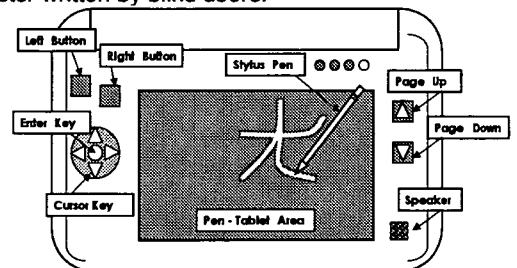 written by blind users.
Left Button
Right Button
Stylus Pen
Page Up
Enter Key
Page Down
Cursor Key
Speaker
Pen - Tablet Area